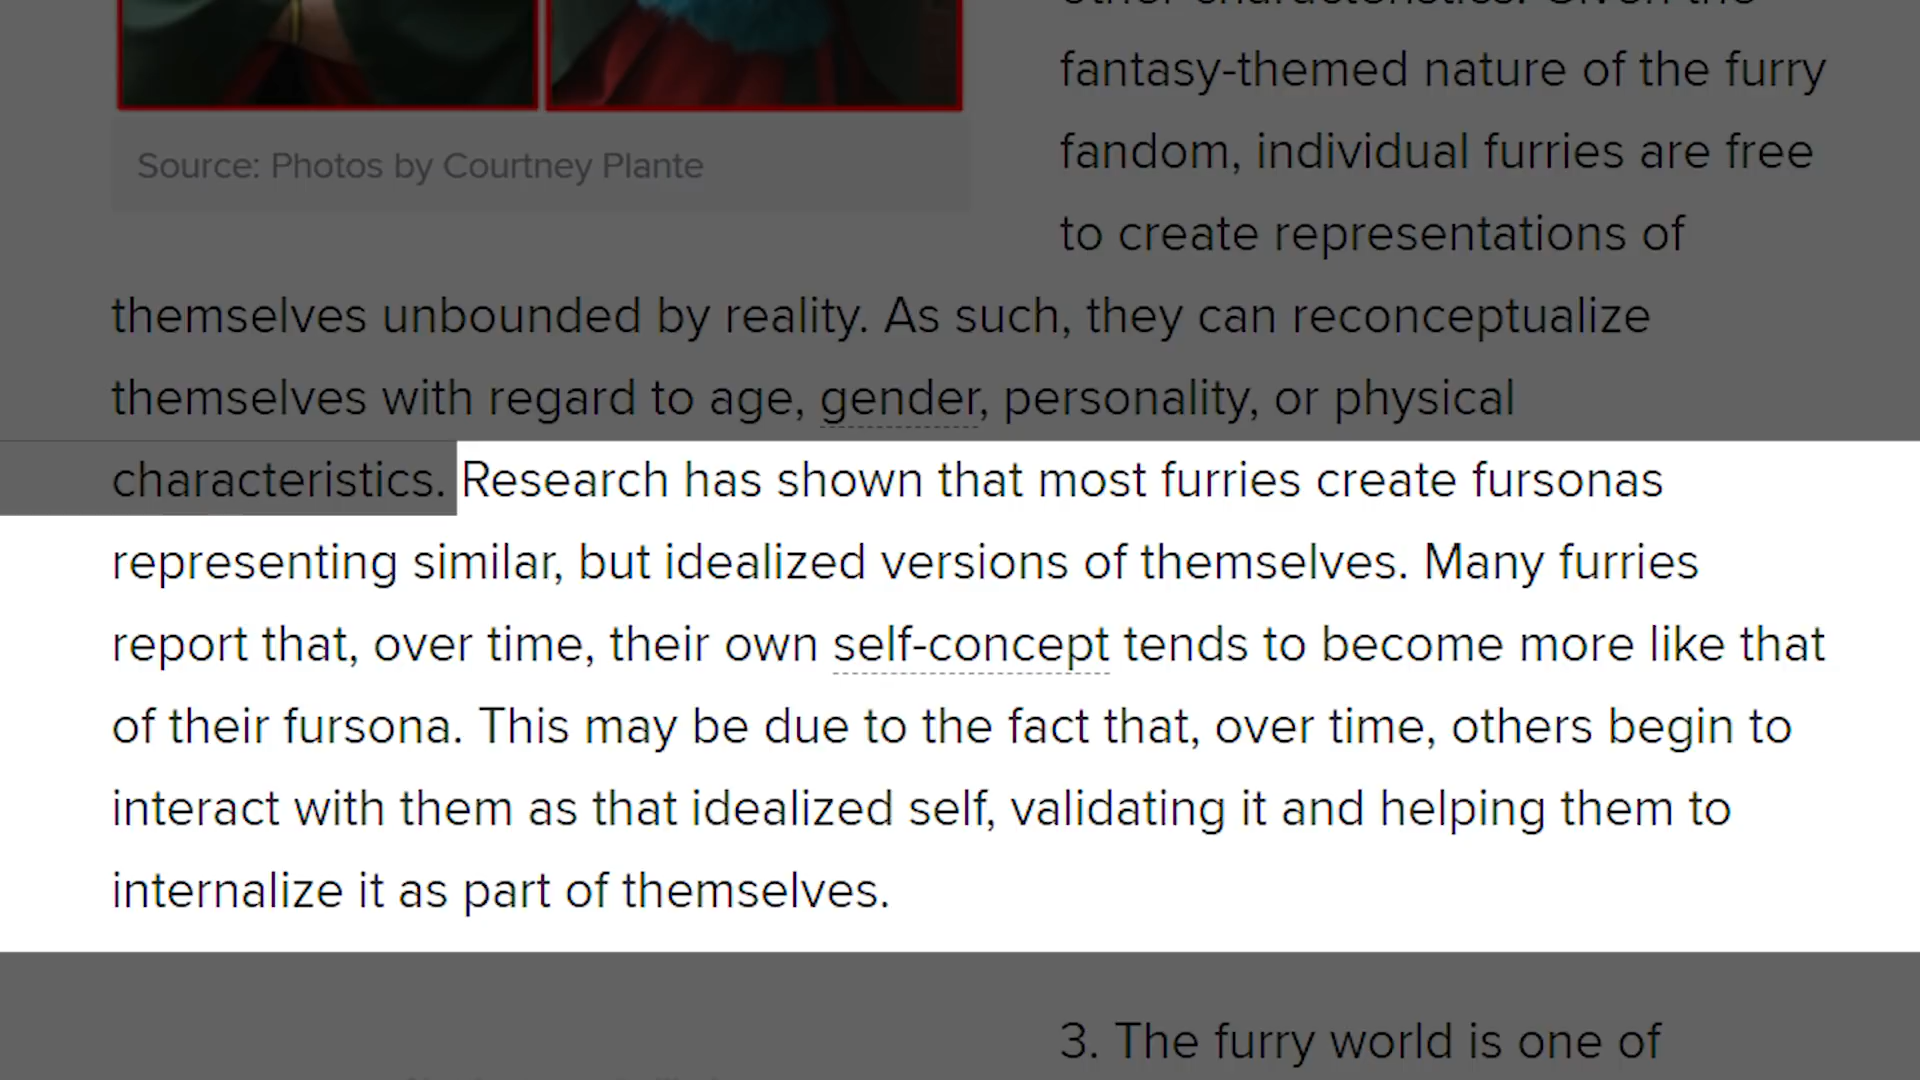 Source: Photos by Courtney Plante
other characteristics. Given the
fantasy-themed nature of the furry
fandom, individual furries are free
to create representations of
themselves unbounded by reality. As such, they can reconceptualize
themselves with regard to age, gender, personality, or physical
characteristics. Research has shown that most furries create fursonas
representing similar, but idealized versions of themselves. Many furries
report that, over time, their own self-concept tends to become more like that
of their fursona. This may be due to the fact that, over time, others begin to
interact with them as that idealized self, validating it and helping them to
internalize it as part of themselves.
3. The furry world is one of